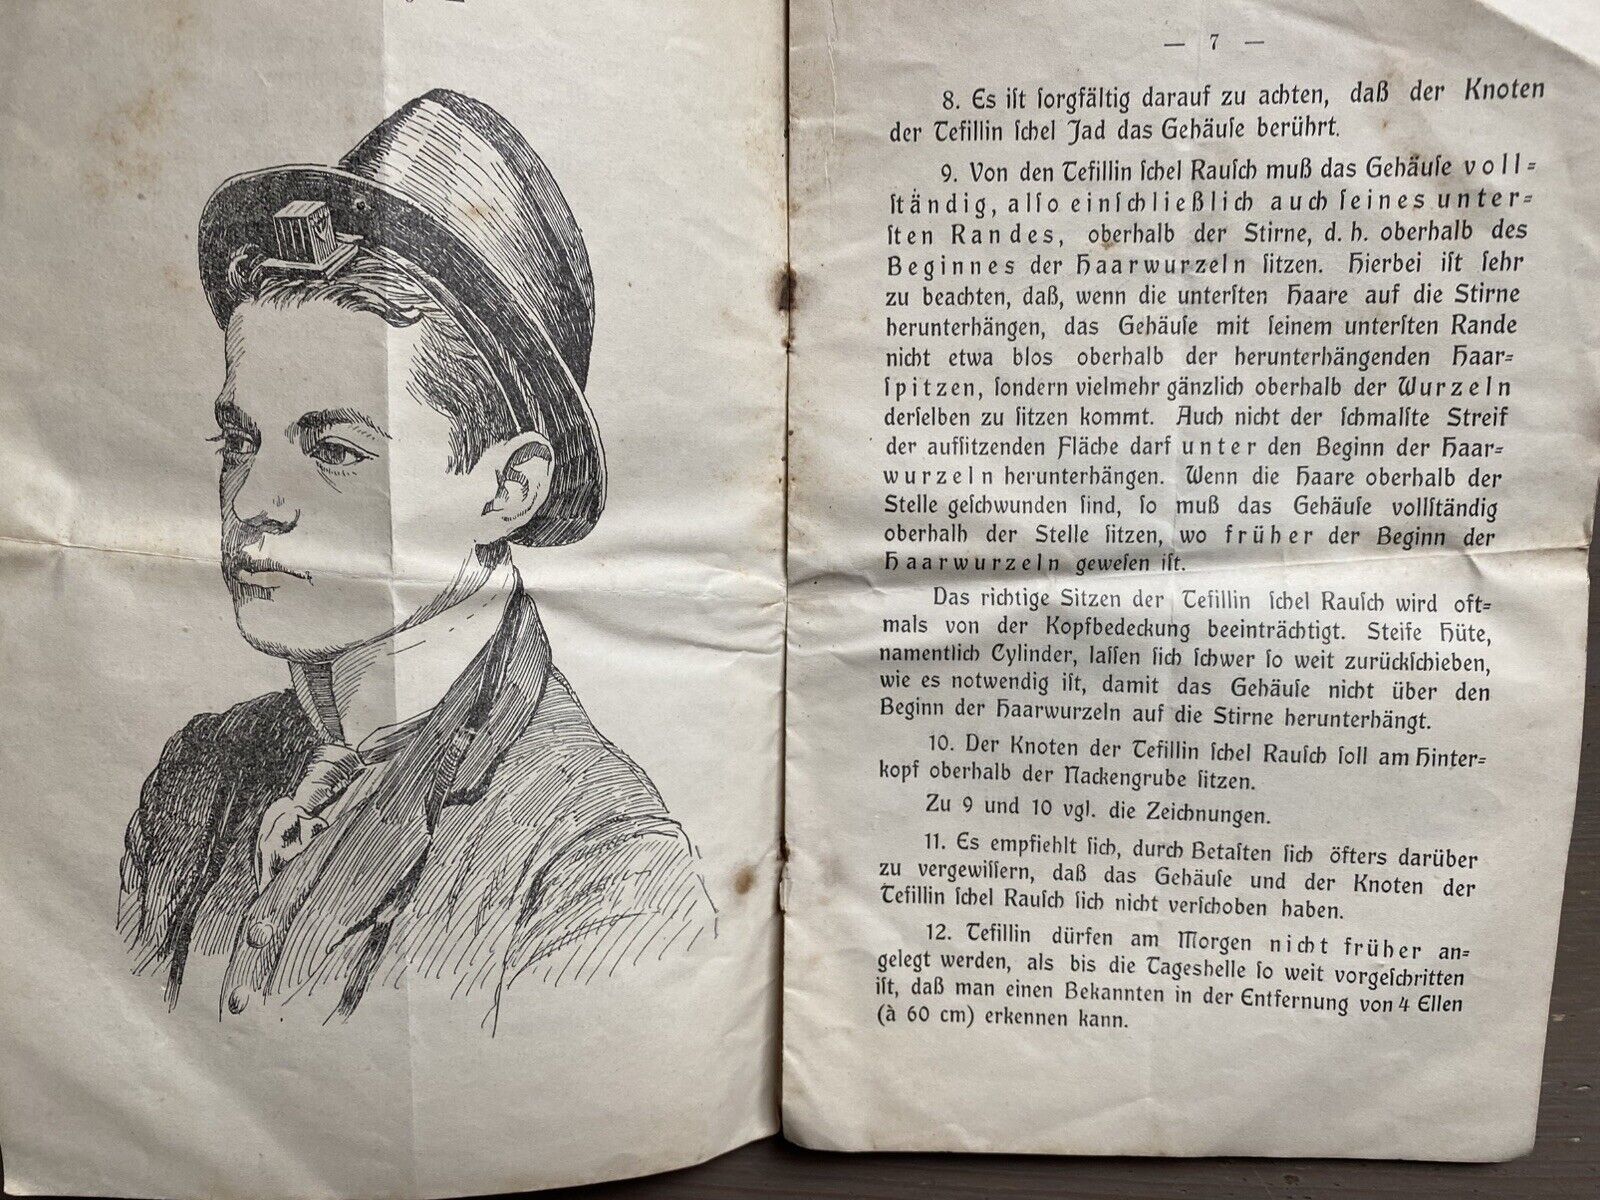 — 7 —
8. Es ist sorgfältig darauf zu achten, daß der Knoten
der Tefillin schel Jad das Gehäuse berührt.
9. Von den Tefillin schel Rausch muß das Gehäuse voll=
ständig, also einschließlich auch seines unter=
sten Randes, oberhalb der Stirne, d. h. oberhalb des
Beginnes der Haarwurzeln sitzen. Hierbei ist sehr
zu beachten, daß, wenn die untersten Haare auf die Stirne
herunterhängen, das Gehäuse mit seinem untersten Rande
nicht etwa blos oberhalb der herunterhängenden Haar=
spitzen, sondern vielmehr gänzlich oberhalb der Wurzeln
derselben zu sitzen kommt. Auch nicht der schmalste Streif
der aufsitzenden Fläche darf unter den Beginn der Haar=
wurzeln herunterhängen. Wenn die Haare oberhalb der
Stelle geschwunden sind, so muß das Gehäuse vollständig
oberhalb der Stelle sitzen, wo früher der Beginn der
Haarwurzeln gewesen ist.
Das richtige Sitzen der Tefillin schel Rausch wird oft=
mals von der Kopfbedeckung beeinträchtigt. Steife Hüte,
namentlich Cylinder, lassen sich schwer so weit zurückschieben,
wie es notwendig ist, damit das Gehäuse nicht über den
Beginn der Haarwurzeln auf die Stirne herunterhängt.
10. Der Knoten der Tefillin schel Rausch soll am Hinter=
kopf oberhalb der Nackengrube sitzen.
Zu 9 und 10 vgl. die Zeichnungen.
11. Es empfiehlt sich, durch Betasten sich öfters darüber
zu vergewissern, daß das Gehäuse und der Knoten der
Tefillin schel Rausch sich nicht verschoben haben.
12. Tefillin dürfen am Morgen nicht früher an=
gelegt werden, als bis die Tageshelle so weit vorgeschritten
ist, daß man einen Bekannten in der Entfernung von 4 Ellen
(à 60 cm) erkennen kann.